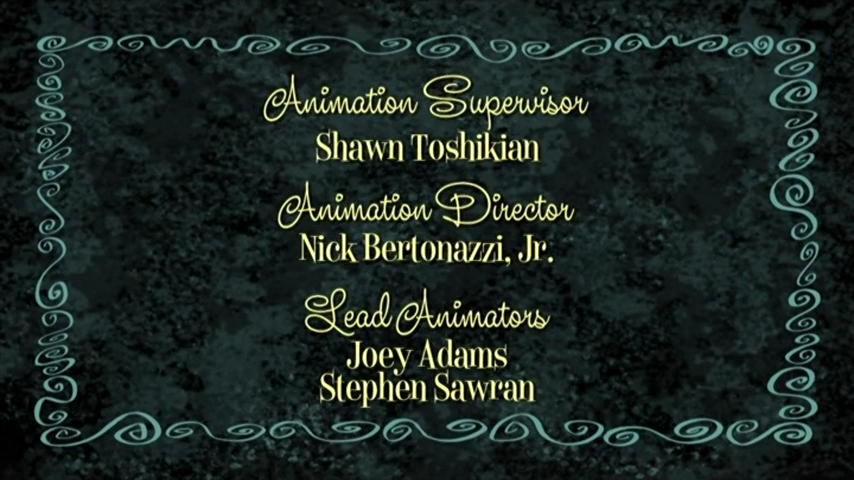 Animation Supervisor
Shawn Toshikian
Animation Director
Nick Bertonazzi, Jr.
Lead Animators
Joey Adams
Stephen Sawran